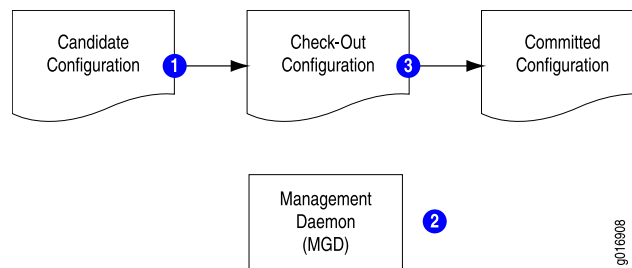 Candidate
Configuration
1
Check-Out
Configuration
3
Committed
Configuration
Management
Daemon
(MGD)
2
g016908